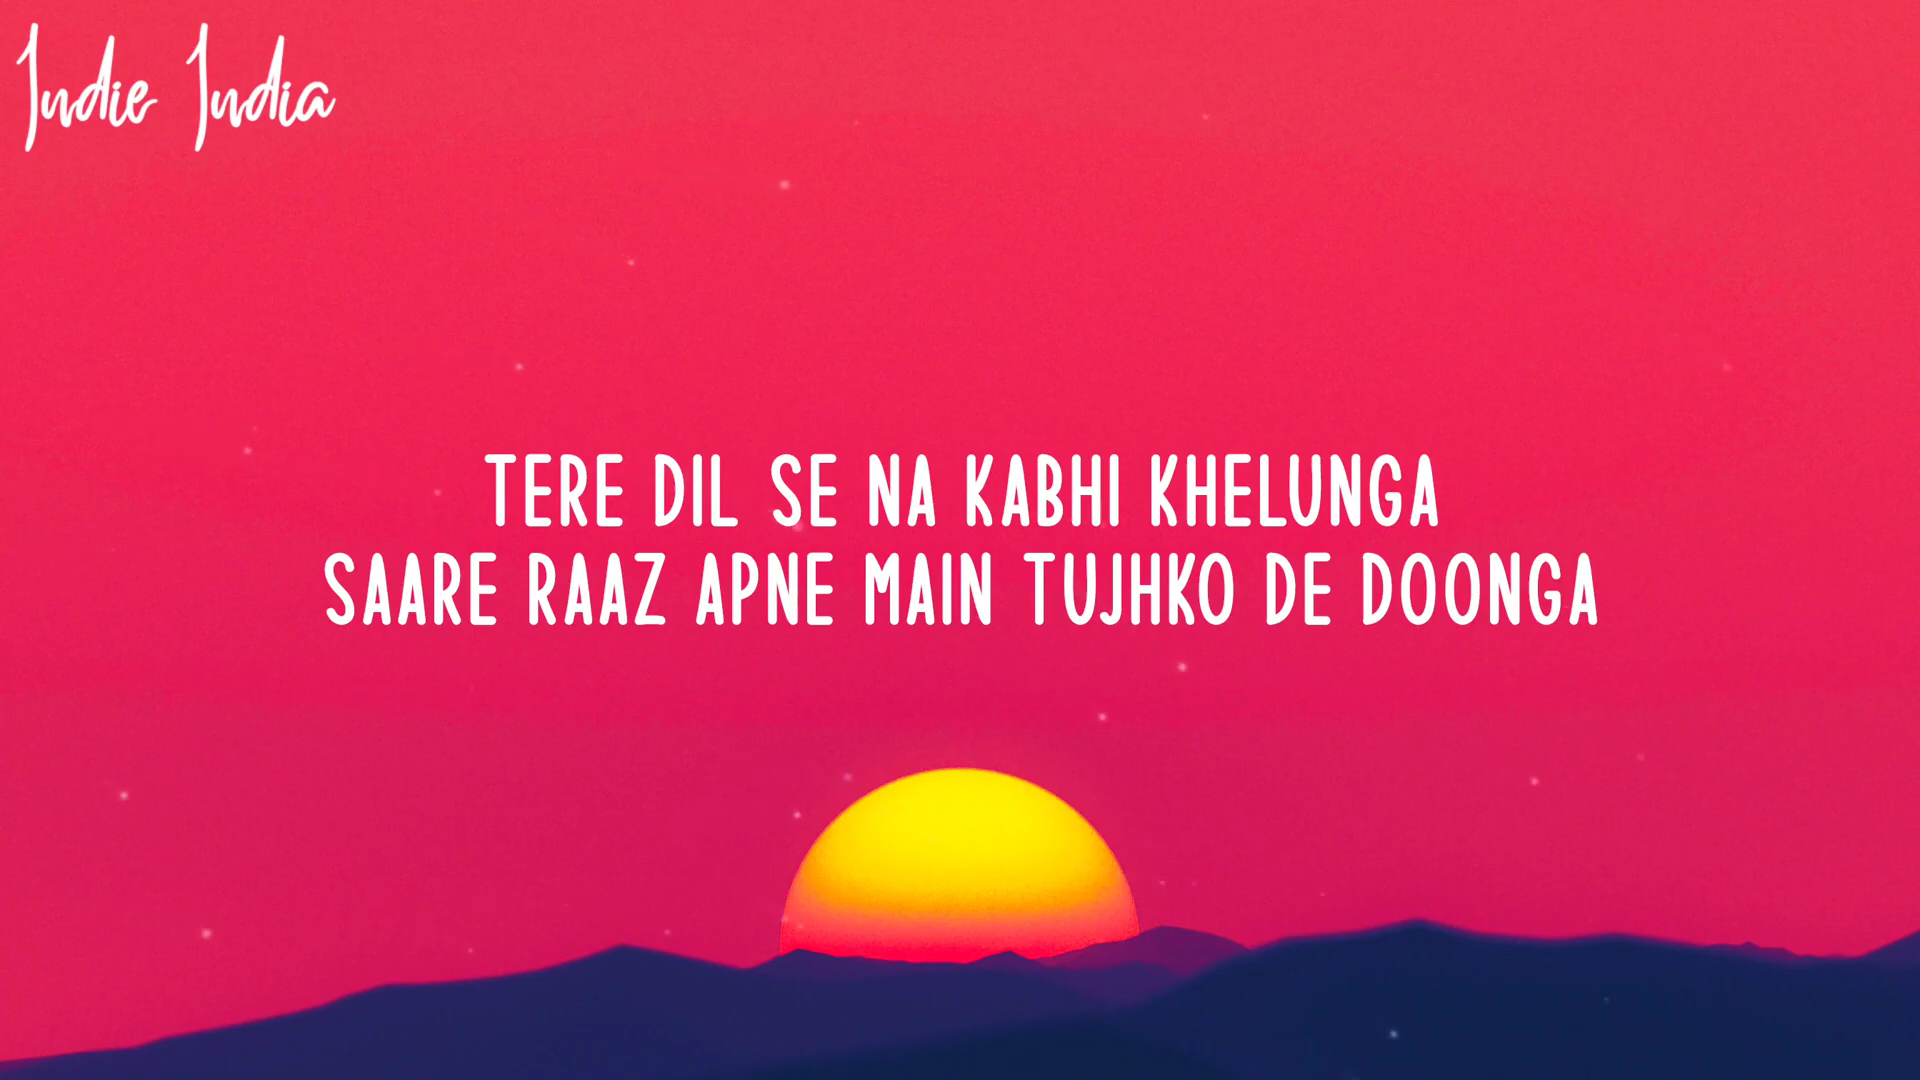 Indie India
TERE DIL SE NA KABHI KHELUNGA
SAARE RAAZ APNE MAIN TUJHKO DE DOONGA